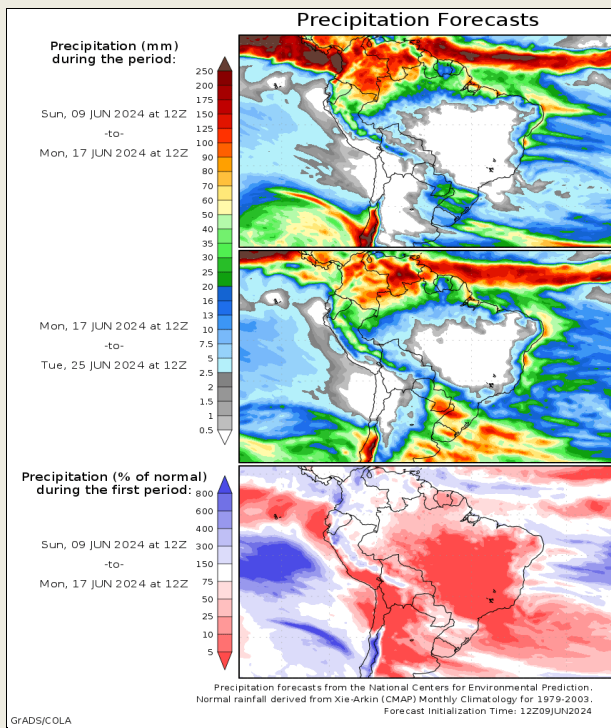 Precipitation Forecasts
Precipitation (mm)
during the period:
Sun, 09 JUN 2024 at 12Z
-to-
Mon, 17 JUN 2024 at 12Z
250
200
175
150
125
100
90
80
70
60
50
40
35
30
25
20
16
13
10
7.5
5
2.5
2
1.5
1
0.5
Mon, 17 JUN 2024 at 12Z
-to-
Tue, 25 JUN 2024 at 12Z
Precipitation (% of normal)
during the first period:
Sun, 09 JUN 2024 at 12Z
-to-
Mon, 17 JUN 2024 at 12Z
800
600
400
300
150
75
50
25
10
5
Precipitation forecasts from the National Centers for Environmental Prediction.
Normal rainfall derived from Xie-Arkin (CMAP) Monthly Climatology for 1979-2003.
Forecast Initialization Time: 12Z09JUN2024
GrADS/COLA